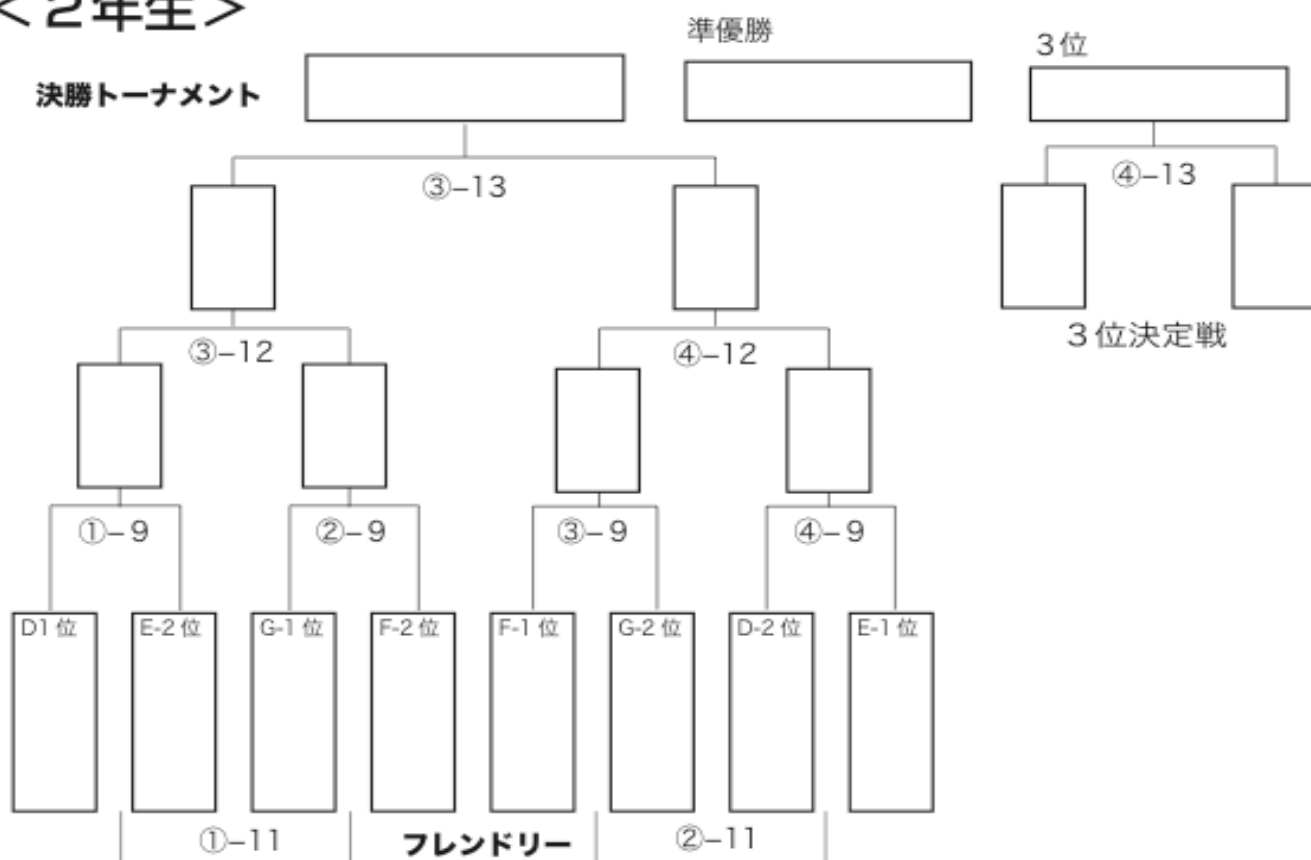 ＜２年生＞
準優勝
３位
決勝トーナメント
③–13
④–13
３位決定戦
③–12
④–12
①–9
②–9
③–9
④–9
D1 位
E-2 位
G-1 位
F-2 位
F-1 位
G-2 位
D-2 位
E-1 位
①–11
フレンドリー
②–11